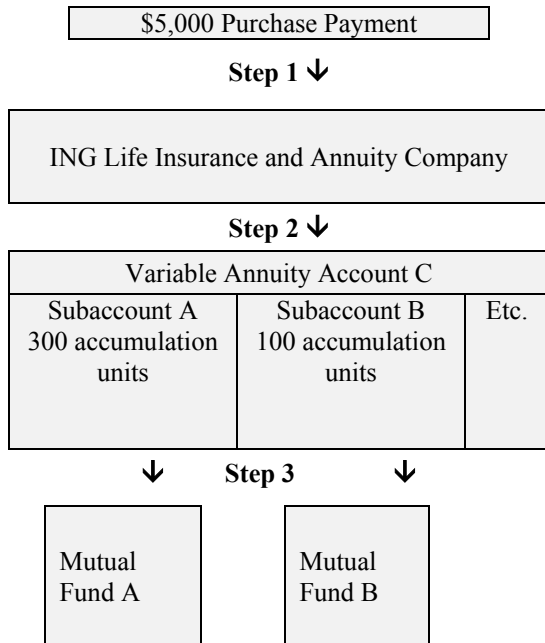 $5,000 Purchase Payment
Step 1 ↓
ING Life Insurance and Annuity Company
Step 2 ↓
Variable Annuity Account C
Subaccount A
300 accumulation
units
Subaccount B
100 accumulation
units
Etc.
↓ Step 3 ↓
Mutual
Fund A
Mutual
Fund B